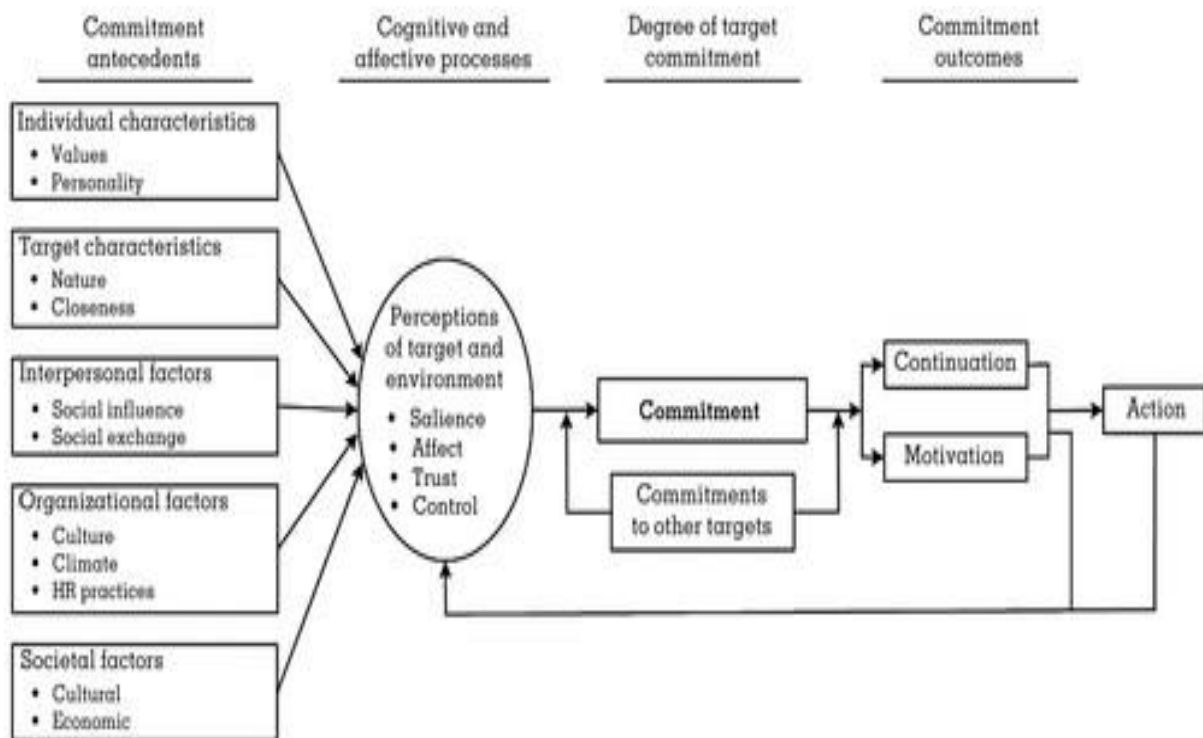 Commitment
antecedents
Cognitive and
affective processes
Degree of target
commitment
Commitment
outcomes
Individual characteristics
• Values
• Personality
Target characteristics
• Nature
• Closeness
Interpersonal factors
• Social influence
• Social exchange
Organizational factors
• Culture
• Climate
• HR practices
Societal factors
• Cultural
• Economic
Perceptions
of target and
environment
• Salience
• Affect
• Trust
• Control
Commitment
Commitments
to other targets
Continuation
Motivation
Action